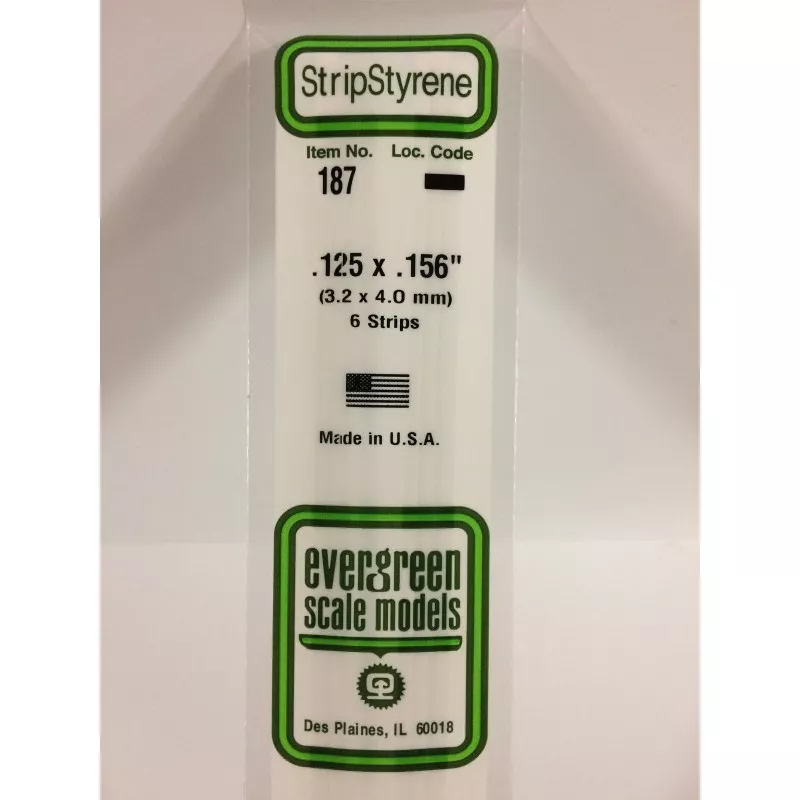 StripStyrene
Item No. Loc. Code
187
.125 x .156"
(3.2 x 4.0 mm)
6 Strips
Made in U.S.A.
evergreen
scale models
Des Plaines, IL 60018